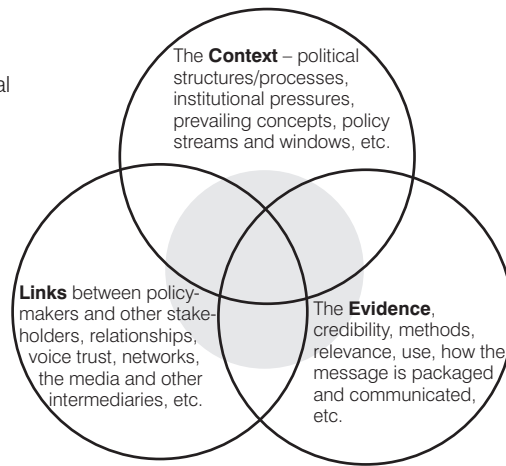 al
The Context – political
structures/processes,
institutional pressures,
prevailing concepts, policy
streams and windows, etc.
Links between policy-
makers and other stake-
holders, relationships,
voice trust, networks,
the media and other
intermediaries, etc.
The Evidence,
credibility, methods,
relevance, use, how the
message is packaged
and communicated,
etc.